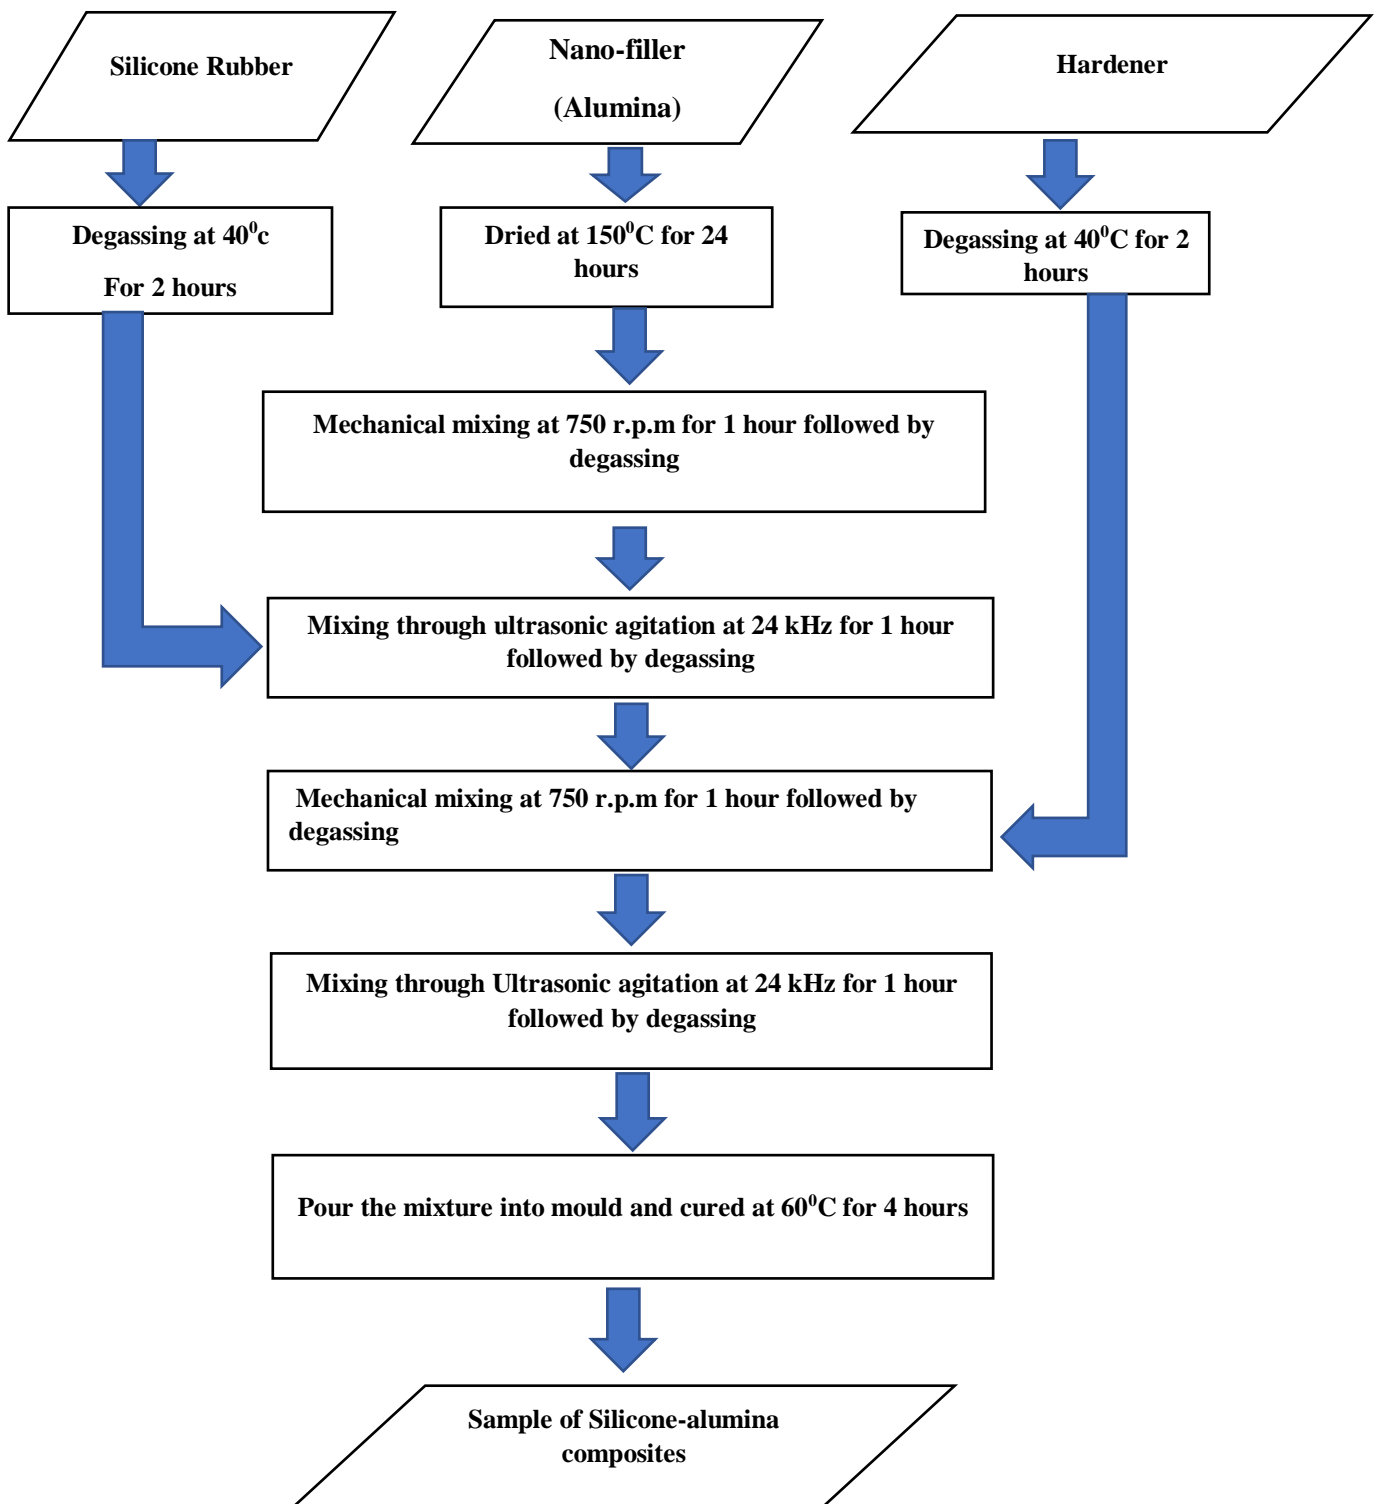 Silicone Rubber
Nano-filler
(Alumina)
Hardener
Degassing at 40⁰c
For 2 hours
Dried at 150⁰C for 24
hours
Degassing at 40⁰C for 2
hours
Mechanical mixing at 750 r.p.m for 1 hour followed by
degassing
Mixing through ultrasonic agitation at 24 kHz for 1 hour
followed by degassing
Mechanical mixing at 750 r.p.m for 1 hour followed by
degassing
Mixing through Ultrasonic agitation at 24 kHz for 1 hour
followed by degassing
Pour the mixture into mould and cured at 60⁰C for 4 hours
Sample of Silicone-alumina
composites